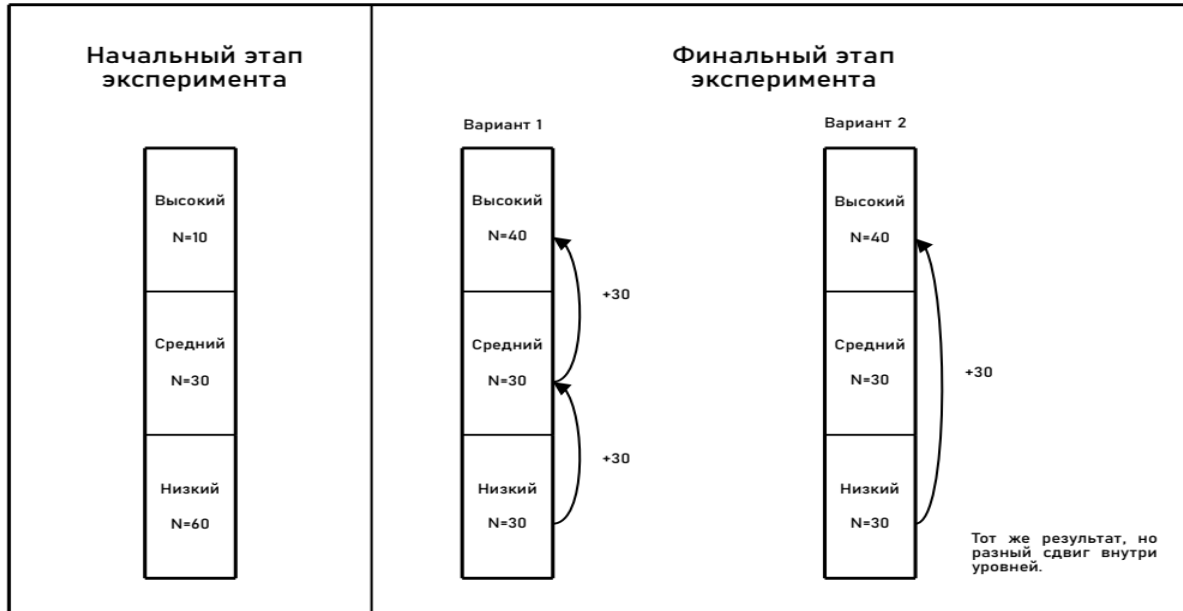 Начальный этап
эксперимента
Высокий
N=10
Средний
N=30
Низкий
N=60
Финальный этап
эксперимента
Вариант 1
Высокий
N=40
+30
Средний
N=30
+30
Низкий
N=30
Вариант 2
Высокий
N=40
Средний
N=30
+30
Низкий
N=30
Тот же результат, но
разный сдвиг внутри
уровней.